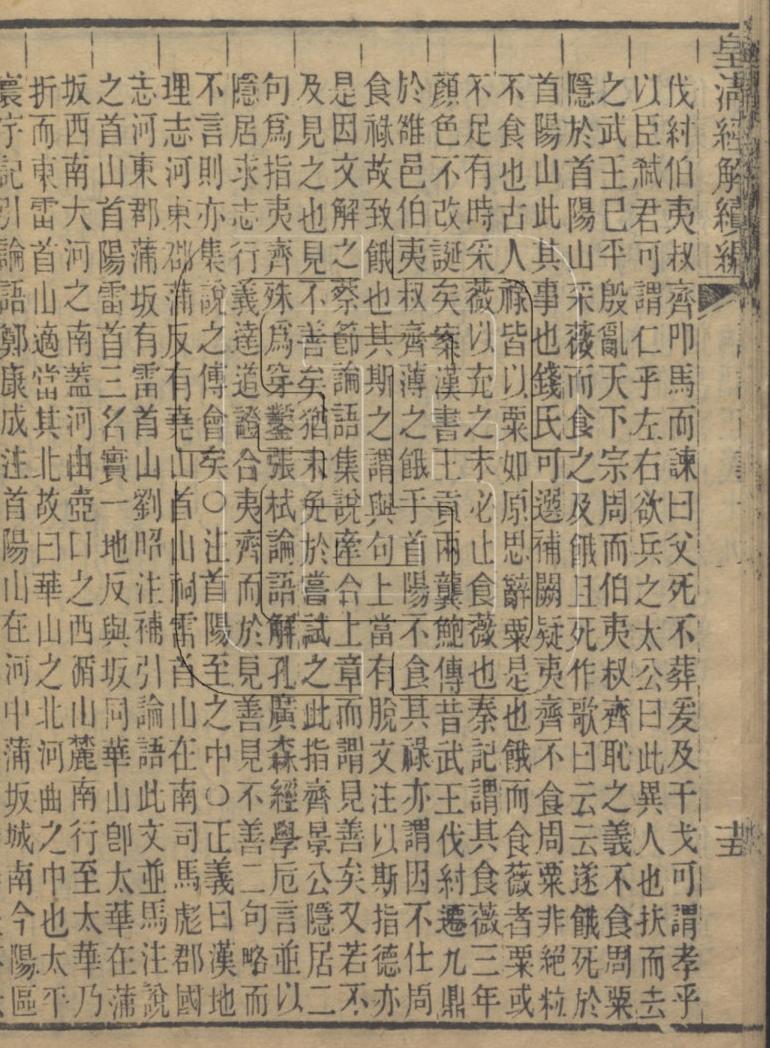 皇清經解續編
伐紂伯夷叔齊叩馬而諫曰父死不葬爰及干戈可謂孝乎
以臣弒君可謂仁乎左右欲兵之太公曰此異人也扶而去
之武王已平殷亂天下宗周而伯夷叔齊恥之義不食周粟
隱於首陽山采薇而食之及餓且死作歌曰云云遂餓死於
首陽山此其事也錢氏可選補闕疑夷齊不食周粟非絕粒
不食也古人祿皆以粟如原思辭粟是也餓而食薇者粟或
不足有時采薇以充之未必止食薇也秦記謂其食薇三年
顏色不改誕矣案漢書王貢兩龔鮑傳昔武王伐紂遷九鼎
於雒邑伯夷叔齊薄之餓于首陽不食其祿亦謂因不仕周
食祿故致餓也其斯之謂與句上當有脫文注以斯指德亦
是因文解之蔡節論語集說牽合上章而謂見善矣又若不
及見之也見不善矣猶未免於嘗試之此指齊景公隱居二
句爲指夷齊殊爲穿鑿張栻論語解孔廣森經學卮言並以
隱居求志行義達道證合夷齊而於見善見不善二句略而
不言則亦集說之傅會矣○注首陽至之中○正義曰漢地
理志河東郡蒲反有堯山首山祠雷首山在南司馬彪郡國
志河東郡蒲坂有雷首山劉昭注補引論語此文並馬注說
之首山首陽雷首三名實一地反與坂同華山卽太華在蒲
坂西南大河之南蓋河由壺口之西循山麓南行至太華乃
折而東雷首山適當其北故曰華山之北河曲之中也太平
寰宇記引論語鄭康成注首陽山在河中蒲坂城南今陽區